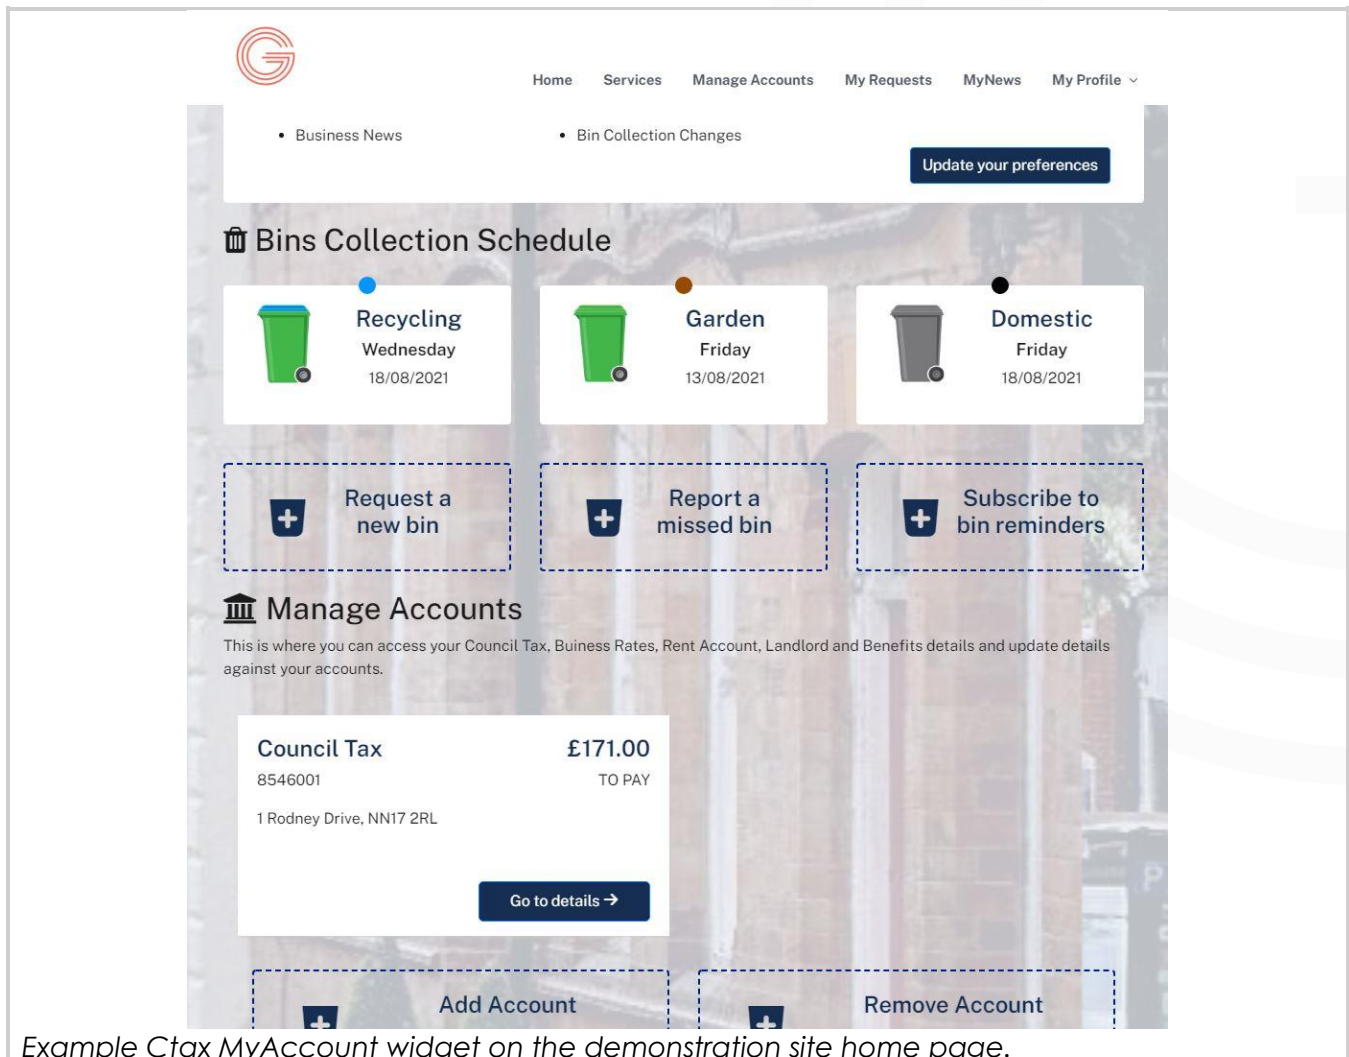 Home Services Manage Accounts My Requests MyNews My Profile
• Business News • Bin Collection Changes
Update your preferences
Bins Collection Schedule
Recycling
Wednesday
18/08/2021
Garden
Friday
13/08/2021
Domestic
Friday
18/08/2021
Request a
new bin
Report a
missed bin
Subscribe to
bin reminders
Manage Accounts
This is where you can access your Council Tax, Buiness Rates, Rent Account, Landlord and Benefits details and update details
against your accounts.
Council Tax £171.00
8546001 TO PAY
1 Rodney Drive, NN17 2RL
Go to details →
Add Account
Remove Account
Example Ctax MyAccount widget on the demonstration site home page.